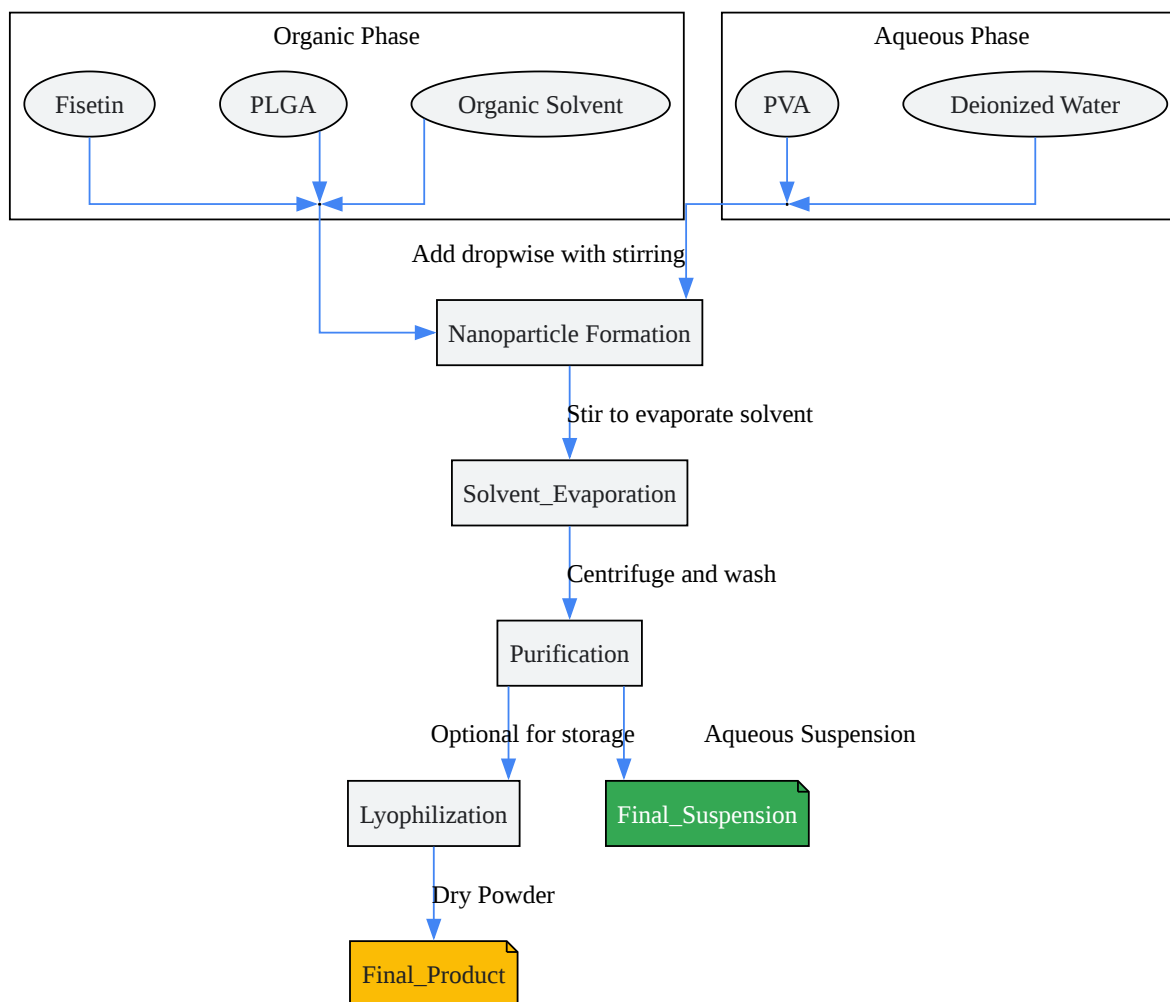 Organic Phase
Aqueous Phase
Fisetin
PLGA
Organic Solvent
PVA
Deionized Water
Add dropwise with stirring
Nanoparticle Formation
Stir to evaporate solvent
Solvent_Evaporation
Centrifuge and wash
Purification
Optional for storage
Aqueous Suspension
Lyophilization
Final_Suspension
Dry Powder
Final_Product